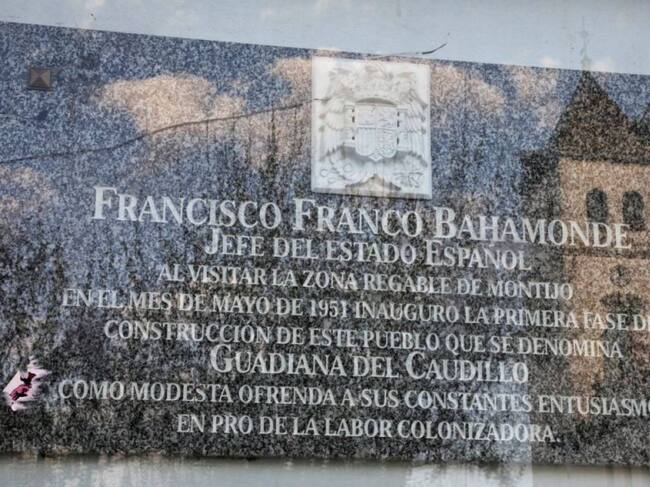 FRANCISCO FRANCO BAHAMONDE
JEFE DEL ESTADO ESPAÑOL
AL VISITAR LA ZONA REGABLE DE MONTIJO
EN EL MES DE MAYO DE 1951 INAUGURO LA PRIMERA FASE DE
CONSTRUCCION DE ESTE PUEBLO QUE SE DENOMINA
GUADIANA DEL CAUDILLO
COMO MODESTA OFRENDA A SUS CONSTANTES ENTUSIASMO
EN PRO DE LA LABOR COLONIZADORA.